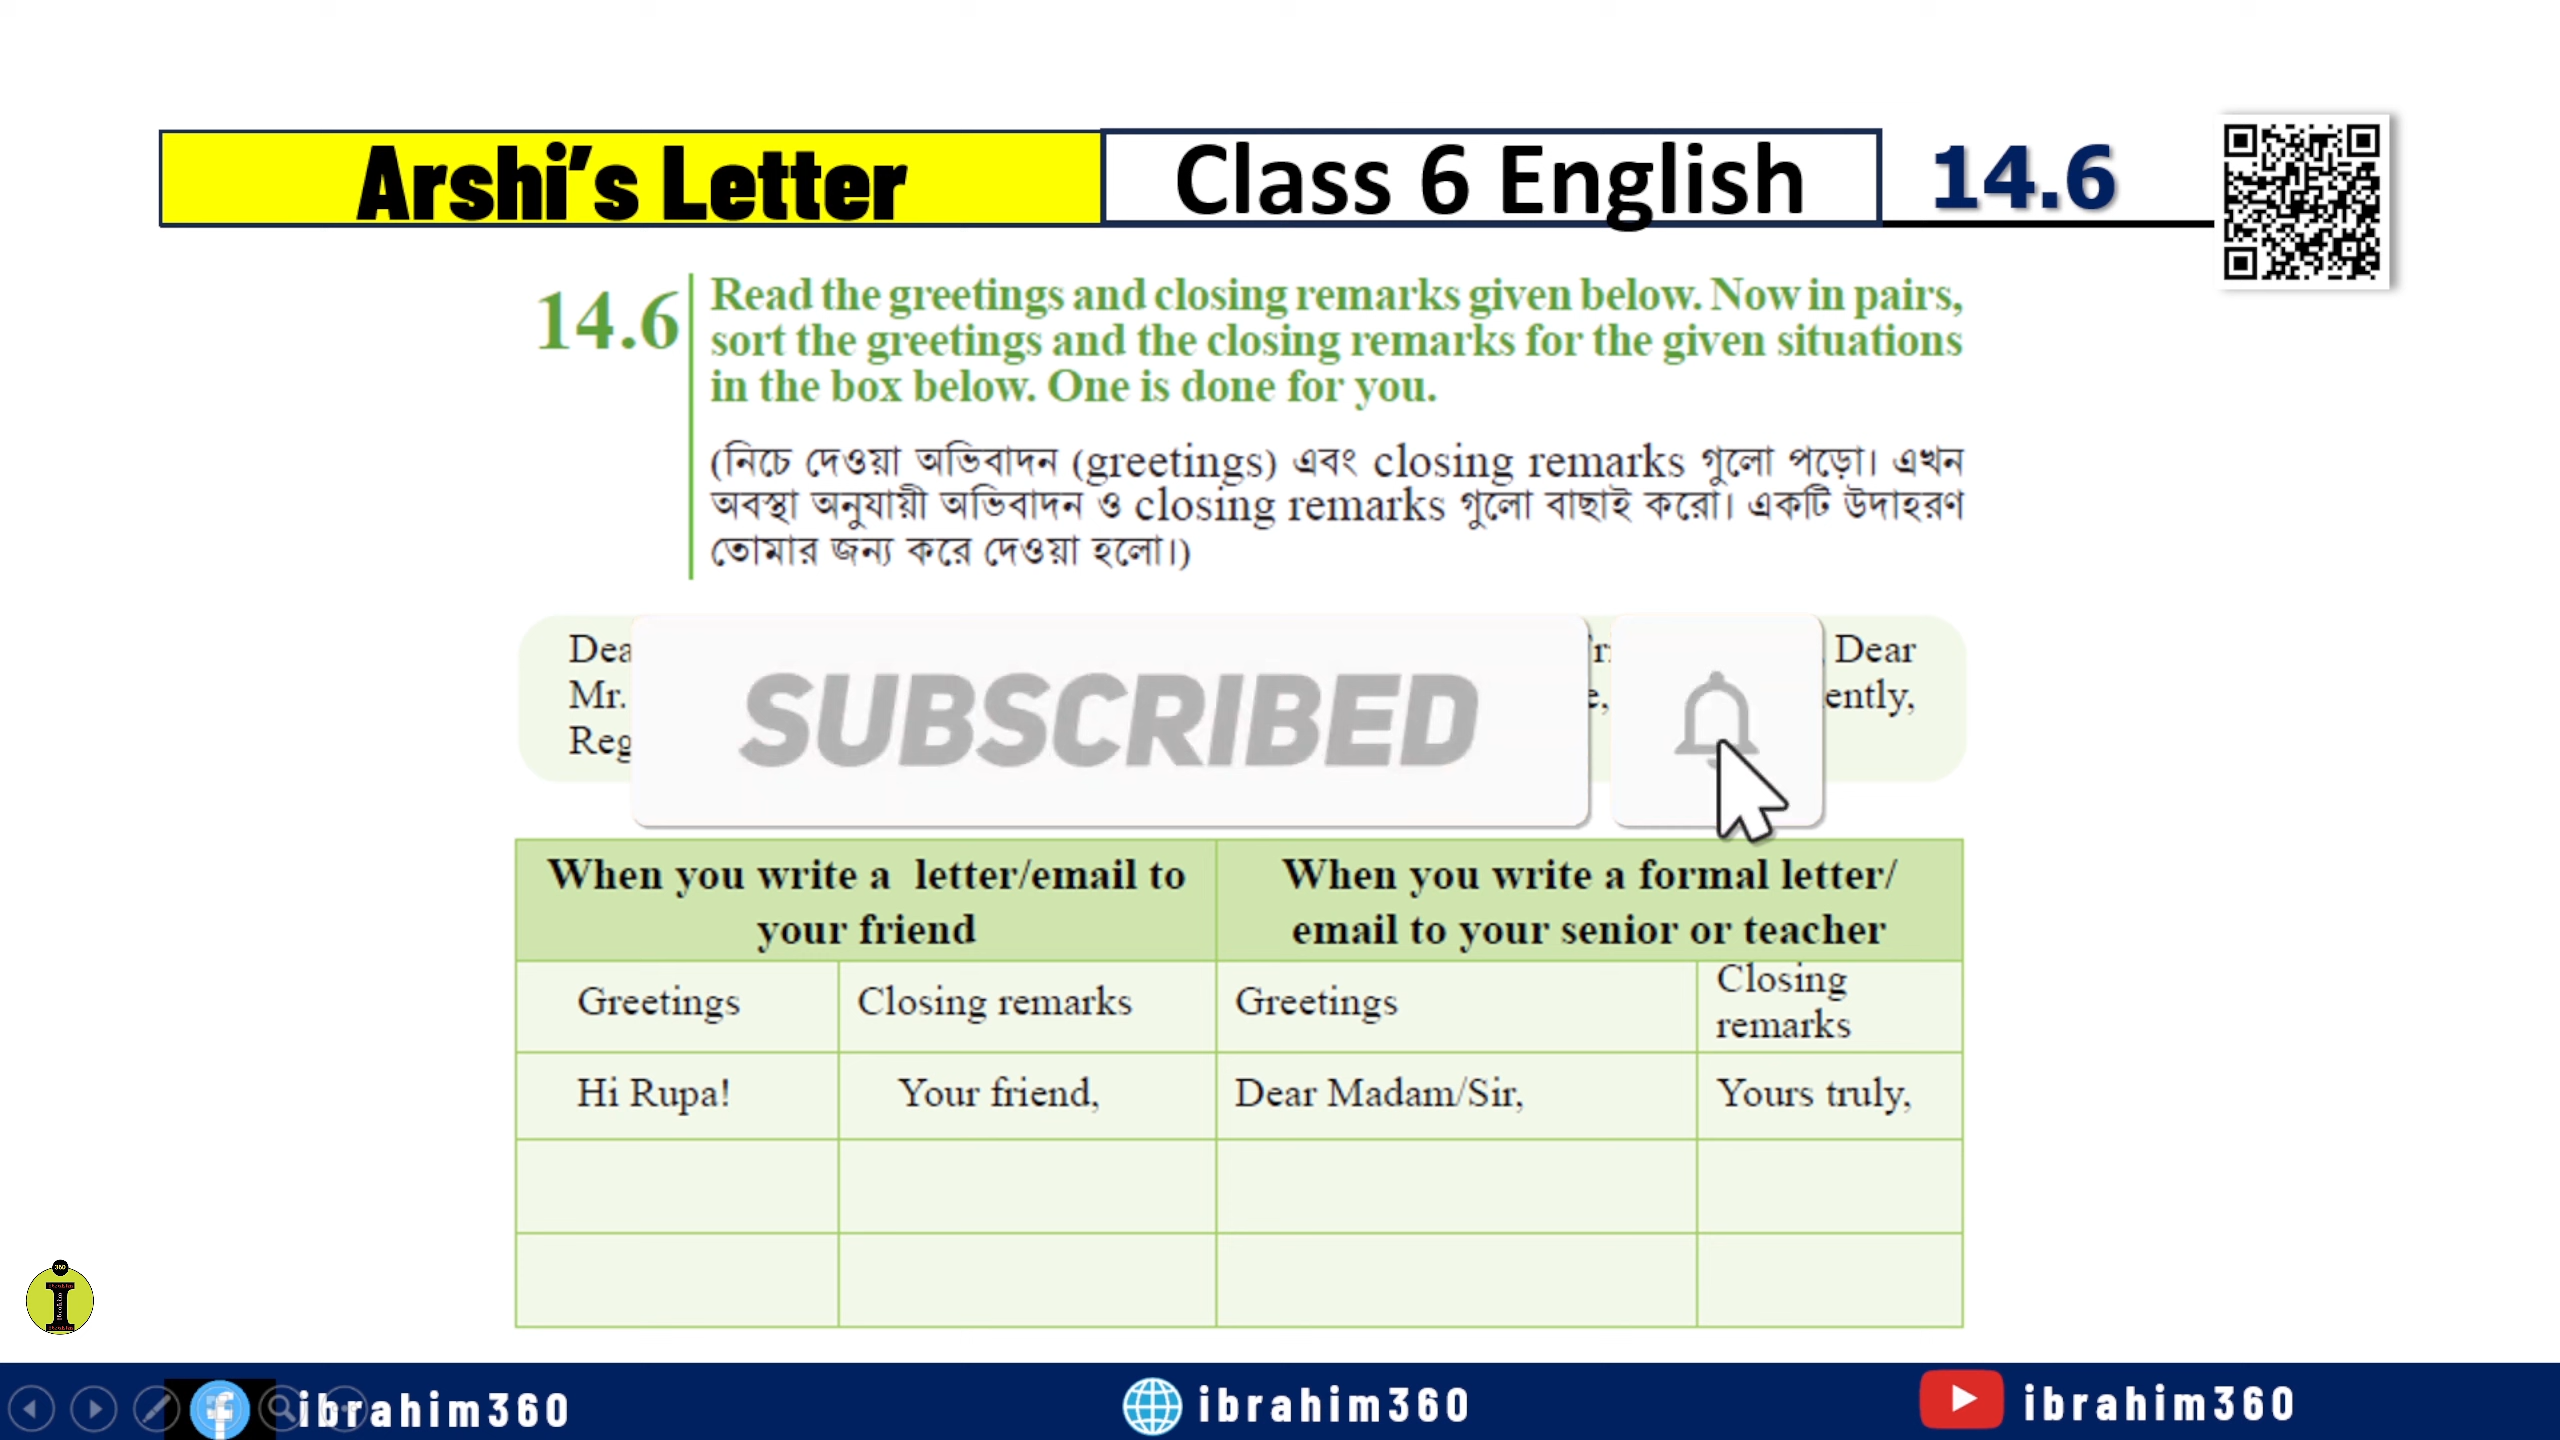 Arshi's Letter
Class 6 English
14.6
14.6
Read the greetings and closing remarks given below. Now in pairs,
sort the greetings and the closing remarks for the given situations
in the box below. One is done for you.
(নিচে দেওয়া অভিবাদন (greetings) এবং closing remarks গুলো পড়ো। এখন
অবস্থা অনুযায়ী অভিবাদন ও closing remarks গুলো বাছাই করো। একটি উদাহরণ
তোমার জন্য করে দেওয়া হলো।)
Dear
Mr.
SUBSCRIBED
When you write a letter/email to
your friend
When you write a formal letter/
email to your senior or teacher
Greetings
Closing remarks
Greetings
Closing
remarks
Hi Rupa!
Your friend,
Dear Madam/Sir,
Yours truly,
360
ibrahim360
ibrahim360
ibrahim360